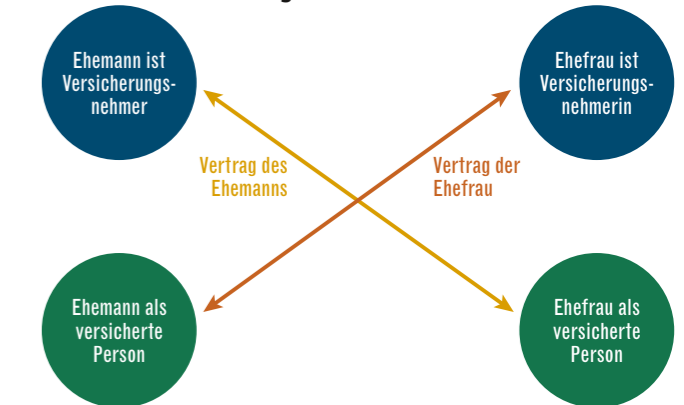 Ehemann ist
Versicherungs-
nehmer
Ehefrau ist
Versicherungs-
nehmerin
Vertrag des
Ehemanns
Vertrag der
Ehefrau
Ehemann als
versicherte
Person
Ehefrau als
versicherte
Person